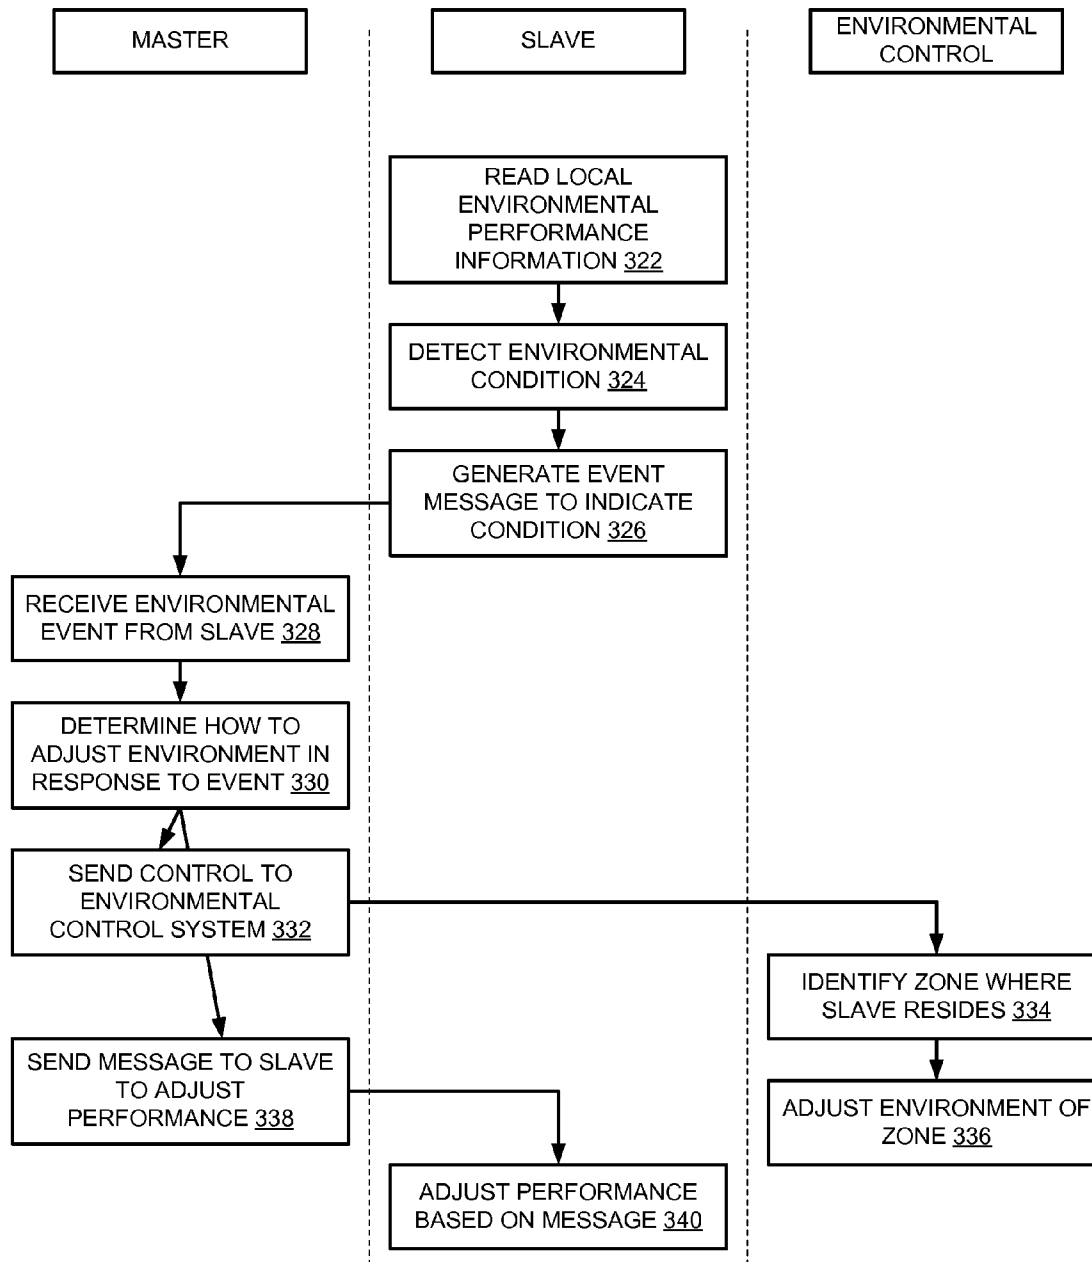 MASTER
SLAVE
ENVIRONMENTAL
CONTROL
READ LOCAL
ENVIRONMENTAL
PERFORMANCE
INFORMATION 322
DETECT ENVIRONMENTAL
CONDITION 324
GENERATE EVENT
MESSAGE TO INDICATE
CONDITION 326
RECEIVE ENVIRONMENTAL
EVENT FROM SLAVE 328
DETERMINE HOW TO
ADJUST ENVIRONMENT IN
RESPONSE TO EVENT 330
SEND CONTROL TO
ENVIRONMENTAL
CONTROL SYSTEM 332
IDENTIFY ZONE WHERE
SLAVE RESIDES 334
ADJUST ENVIRONMENT OF
ZONE 336
SEND MESSAGE TO SLAVE
TO ADJUST
PERFORMANCE 338
ADJUST PERFORMANCE
BASED ON MESSAGE 340